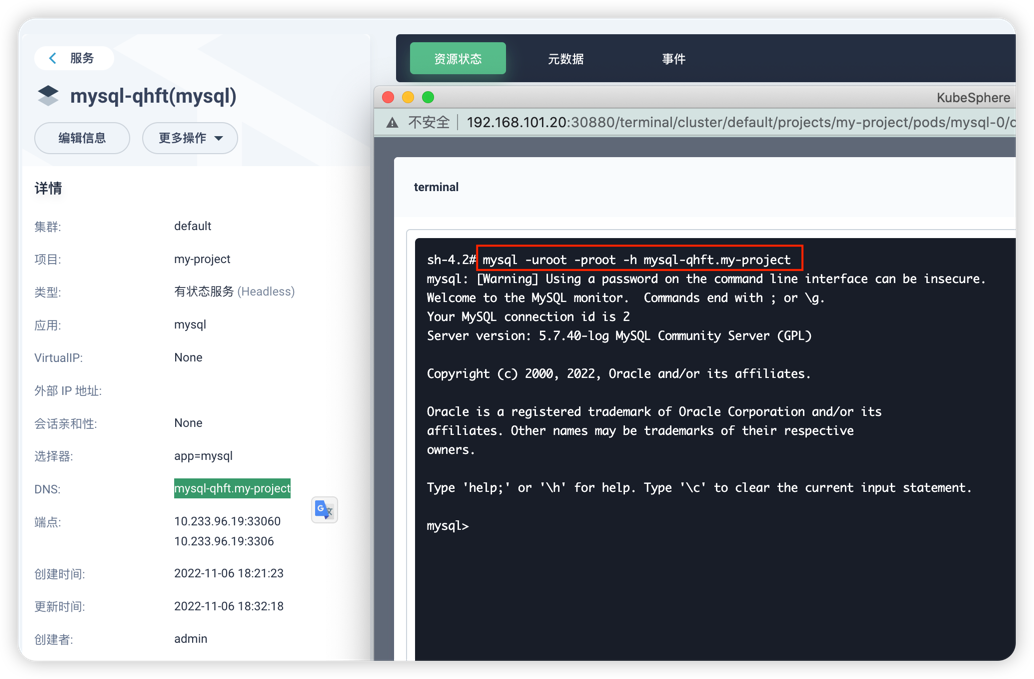 服务
mysql-qhft(mysql)
编辑信息
更多操作
详情
集群: default
项目: my-project
类型: 有状态服务 (Headless)
应用: mysql
VirtualIP: None
外部 IP 地址:
会话亲和性: None
选择器: app=mysql
DNS: mysql-qhft.my-project
端点: 10.233.96.19:33060
10.233.96.19:3306
创建时间: 2022-11-06 18:21:23
更新时间: 2022-11-06 18:32:18
创建者: admin
资源状态
元数据
事件
KubeSphere
不安全 192.168.101.20:30880/terminal/cluster/default/projects/my-project/pods/mysql-0/c
terminal
sh-4.2# mysql -uroot -proot -h mysql-qhft.my-project
mysql: [Warning] Using a password on the command line interface can be insecure.
Welcome to the MySQL monitor.  Commands end with ; or \g.
Your MySQL connection id is 2
Server version: 5.7.40-log MySQL Community Server (GPL)
Copyright (c) 2000, 2022, Oracle and/or its affiliates.
Oracle is a registered trademark of Oracle Corporation and/or its
affiliates. Other names may be trademarks of their respective
owners.
Type 'help;' or '\h' for help. Type '\c' to clear the current input statement.
mysql>